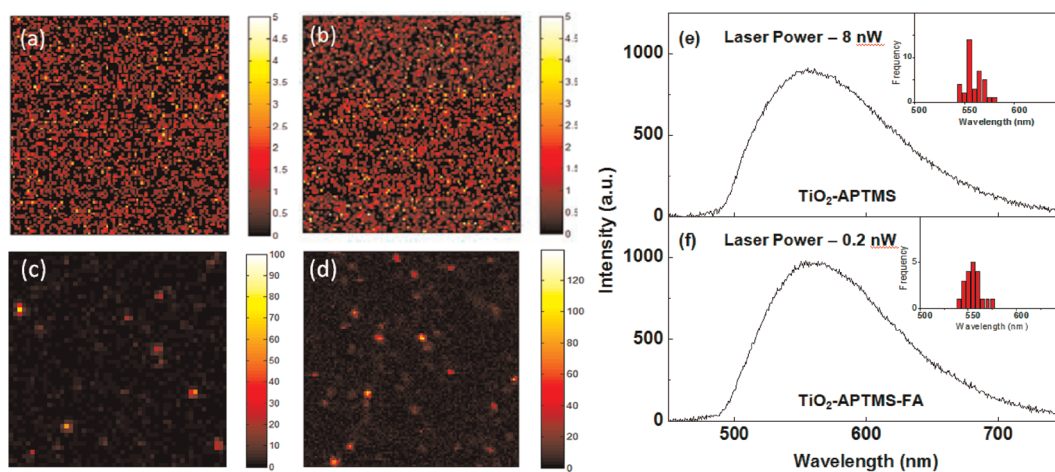 (a)
5
4.5
4
3.5
3
2.5
2
1.5
1
0.5
0
(b)
5
4.5
4
3.5
3
2.5
2
1.5
1
0.5
0
(c)
100
90
80
70
60
50
40
30
20
10
0
(d)
120
100
80
60
40
20
0
Intensity (a.u.)
(e) Laser Power – 8 nW
1000
500
0
TiO2-APTMS
Frequency
10
0
500 550 600
Wavelength (nm)
(f) Laser Power – 0.2 nW
1000
500
0
TiO2-APTMS-FA
Frequency
5
0
500 550 600
Wavelength (nm)
500 600 700
Wavelength (nm)